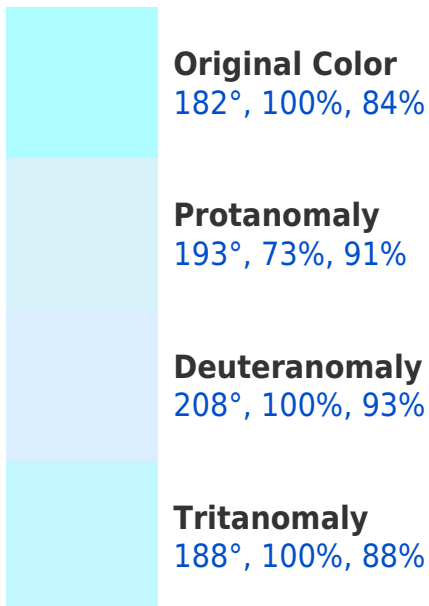 Original Color
182°, 100%, 84%
Protanomaly
193°, 73%, 91%
Deuteranomaly
208°, 100%, 93%
Tritanomaly
188°, 100%, 88%